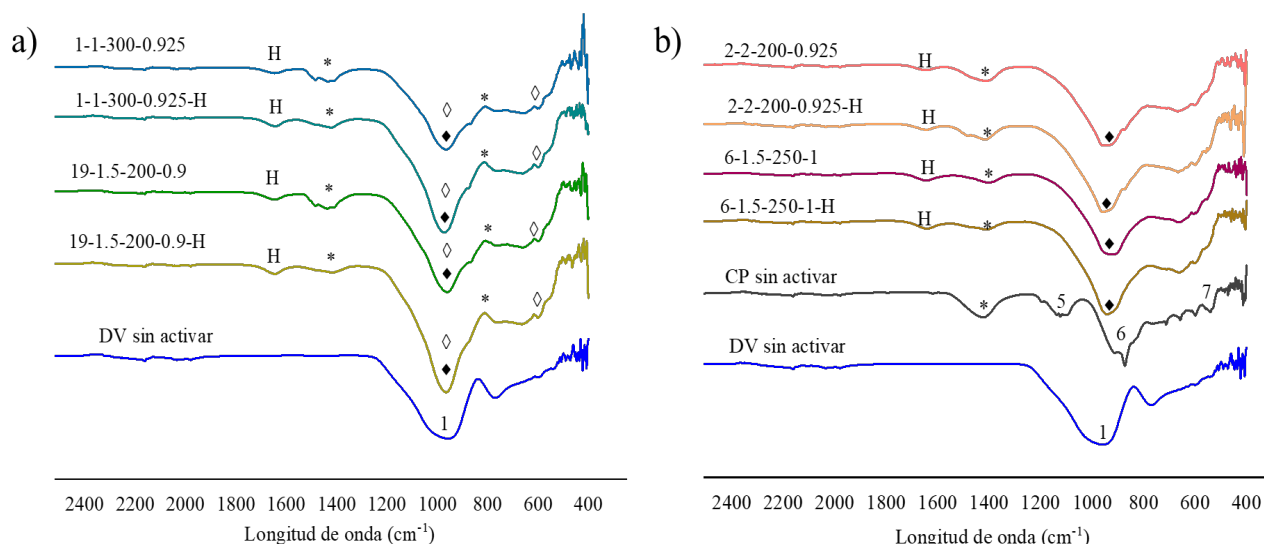 a)
1-1-300-0.925
H
*
◊
*
◊
♦
1-1-300-0.925-H
H
*
◊
*
◊
♦
19-1.5-200-0.9
H
*
◊
*
◊
♦
19-1.5-200-0.9-H
H
*
◊
*
◊
♦
DV sin activar
1
2400 2200 2000 1800 1600 1400 1200 1000 800 600 400
Longitud de onda (cm⁻¹)
b)
2-2-200-0.925
H
*
♦
2-2-200-0.925-H
H
*
♦
6-1.5-250-1
H
*
♦
6-1.5-250-1-H
H
*
♦
CP sin activar
*
5
6
7
DV sin activar
1
2400 2200 2000 1800 1600 1400 1200 1000 800 600 400
Longitud de onda (cm⁻¹)